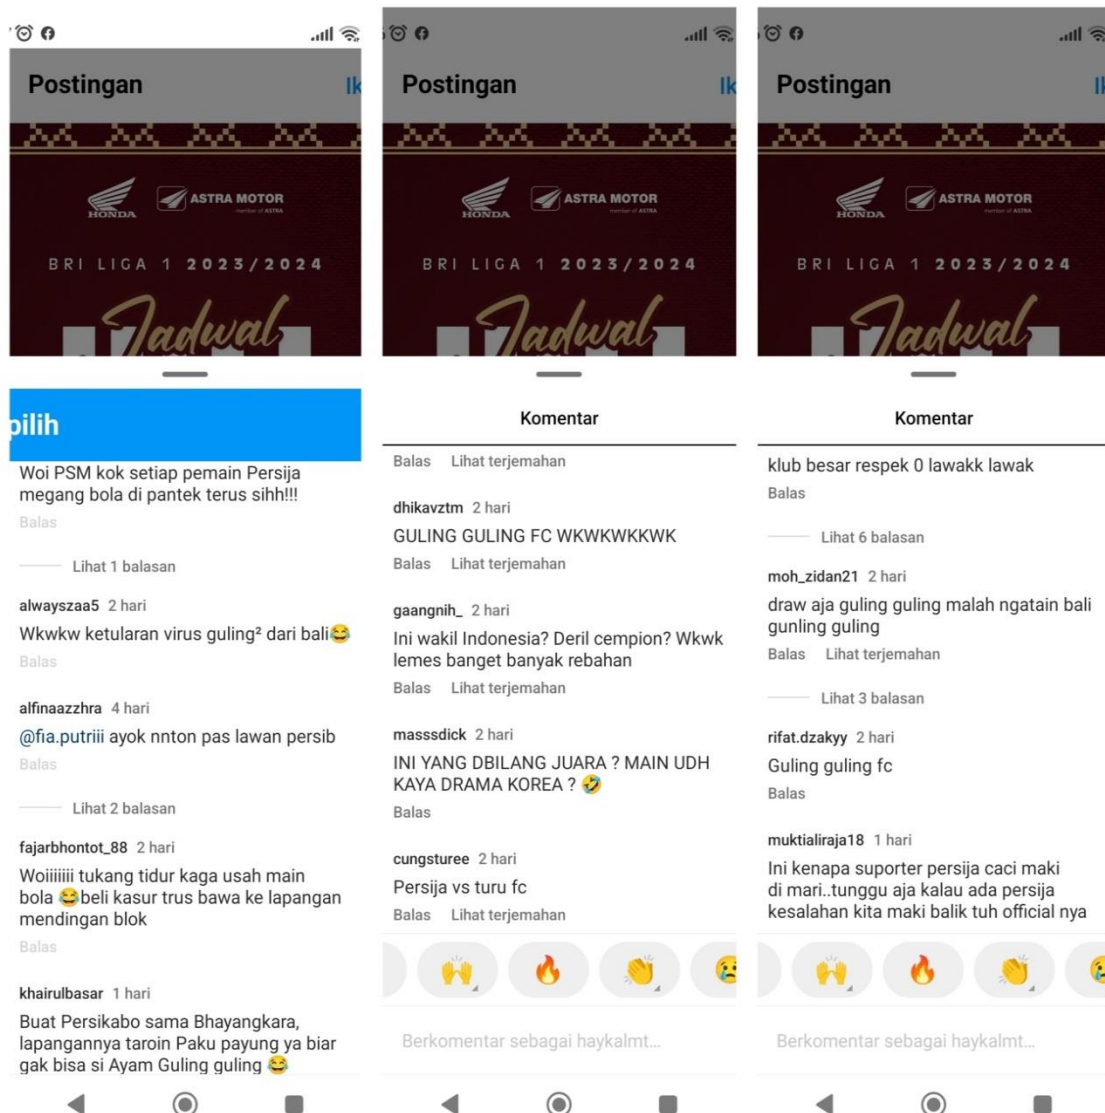 Postingan
Ik
HONDA
ASTRA MOTOR
member of ASTRA
BRI LIGA 1 2023/2024
Jadwal
pilih
Woi PSM kok setiap pemain Persija
megang bola di pantek terus sihh!!!
Balas
Lihat 1 balasan
alwayszaa5 2 hari
Wkwkw ketularan virus guling² dari bali😂
Balas
alfinaazzhra 4 hari
@fia.putriii ayok nnton pas lawan persib
Balas
Lihat 2 balasan
fajarbhontot_88 2 hari
Woiiiiiii tukang tidur kaga usah main
bola 😂beli kasur trus bawa ke lapangan
mendingan blok
Balas
khairulbasar 1 hari
Buat Persikabo sama Bhayangkara,
lapangannya taroin Paku payung ya biar
gak bisa si Ayam Guling guling 😂
Postingan
Ik
HONDA
ASTRA MOTOR
member of ASTRA
BRI LIGA 1 2023/2024
Jadwal
Komentar
Balas Lihat terjemahan
dhikavztm 2 hari
GULING GULING FC WKWKWKKWK
Balas Lihat terjemahan
gaangnih_ 2 hari
Ini wakil Indonesia? Deril cempion? Wkwk
lemes banget banyak rebahan
Balas Lihat terjemahan
masssdick 2 hari
INI YANG DBILANG JUARA ? MAIN UDH
KAYA DRAMA KOREA ? 🤣
Balas
cungsturee 2 hari
Persija vs turu fc
Balas Lihat terjemahan
Berkomentar sebagai haykalmt...
Postingan
Ik
HONDA
ASTRA MOTOR
member of ASTRA
BRI LIGA 1 2023/2024
Jadwal
Komentar
klub besar respek 0 lawakk lawak
Balas
Lihat 6 balasan
moh_zidan21 2 hari
draw aja guling guling malah ngatain bali
gunling guling
Balas Lihat terjemahan
Lihat 3 balasan
rifat.dzakyy 2 hari
Guling guling fc
Balas
muktialiraja18 1 hari
Ini kenapa suporter persija caci maki
di mari..tunggu aja kalau ada persija
kesalahan kita maki balik tuh official nya
Berkomentar sebagai haykalmt...